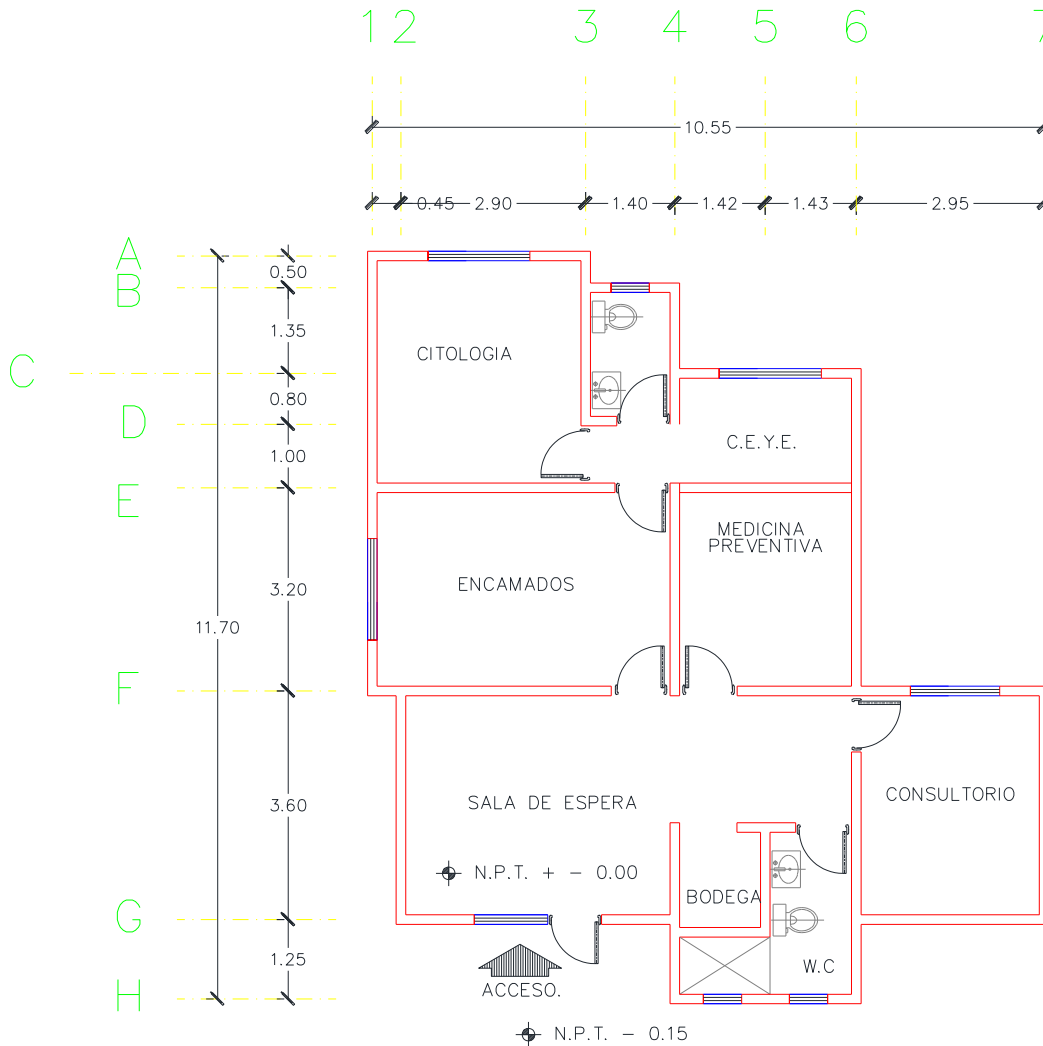 1 2 3 4 5 6 7
10.55
0.45 2.90 1.40 1.42 1.43 2.95
A
0.50
B
1.35
CITOLOGIA
C
0.80
D
C.E.Y.E.
1.00
E
MEDICINA
PREVENTIVA
ENCAMADOS
3.20
11.70
F
CONSULTORIO
SALA DE ESPERA
3.60
N.P.T. + - 0.00
BODEGA
G
1.25
W.C
ACCESO.
H
N.P.T. - 0.15